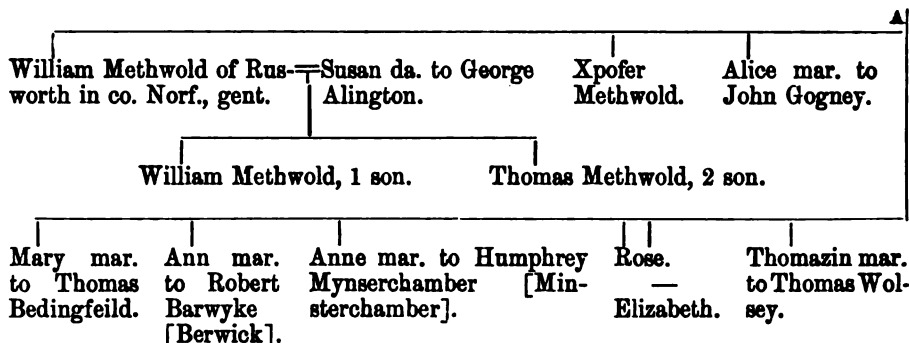 A
William Methwold of Rus-
worth in co. Norf., gent.
Susan da. to George
Alington.
Xpofer
Methwold.
Alice mar. to
John Gogney.
William Methwold, 1 son.
Thomas Methwold, 2 son.
Mary mar.
to Thomas
Bedingfeild.
Ann mar.
to Robert
Barwyke
[Berwick].
Anne mar. to Humphrey
Mynserchamber [Min-
sterchamber].
Rose.
—
Elizabeth.
Thomazin mar.
to Thomas Wol-
sey.